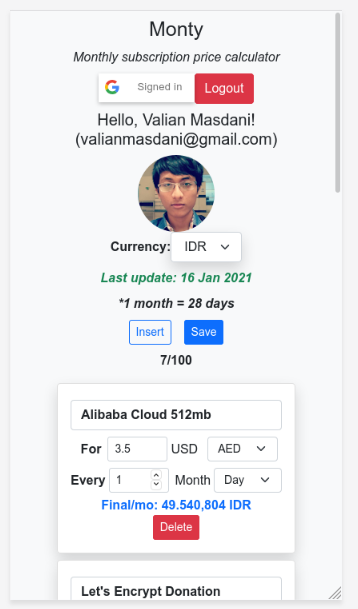 Monty
Monthly subscription price calculator
Signed in Logout
Hello, Valian Masdani!
(valianmasdani@gmail.com)
Currency: IDR
Last update: 16 Jan 2021
*1 month = 28 days
Insert Save
7/100
Alibaba Cloud 512mb
For 3.5 USD AED
Every 1 Month Day
Final/mo: 49.540,804 IDR
Delete
Let's Encrypt Donation